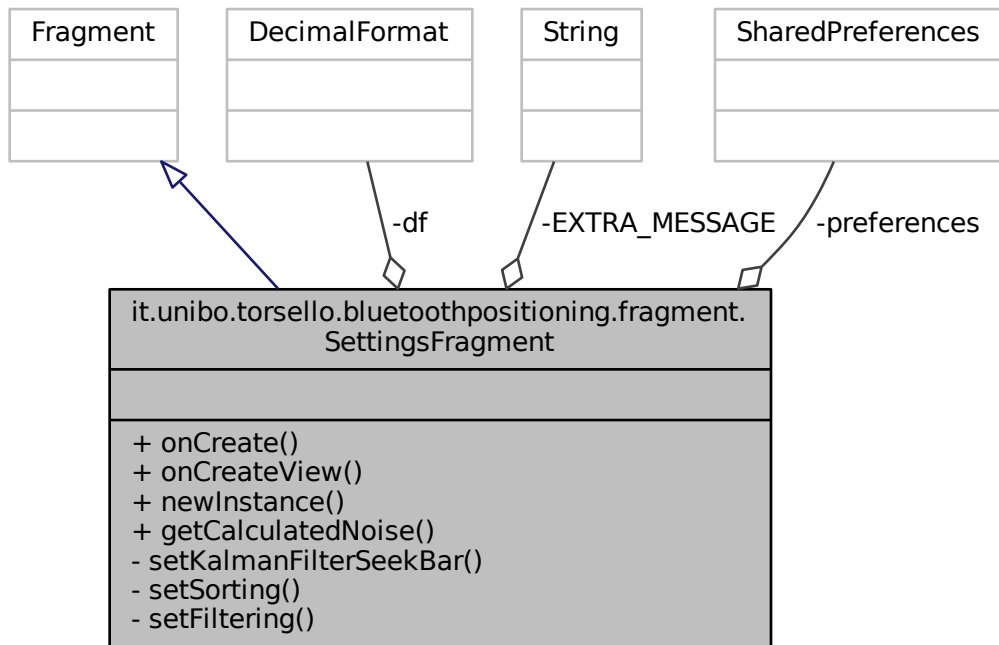 Fragment
DecimalFormat
String
SharedPreferences
-df
-EXTRA_MESSAGE
-preferences
it.unibo.torsello.bluetoothpositioning.fragment.
SettingsFragment
+ onCreate()
+ onCreateView()
+ newInstance()
+ getCalculatedNoise()
- setKalmanFilterSeekBar()
- setSorting()
- setFiltering()